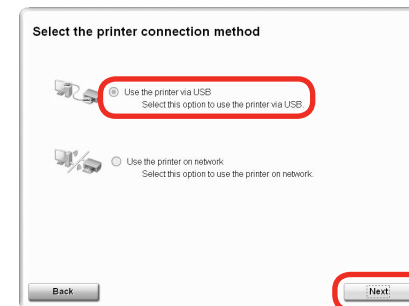 Select the printer connection method
Use the printer via USB
Select this option to use the printer via USB.
Use the printer on network
Select this option to use the printer on network.
Back
Next